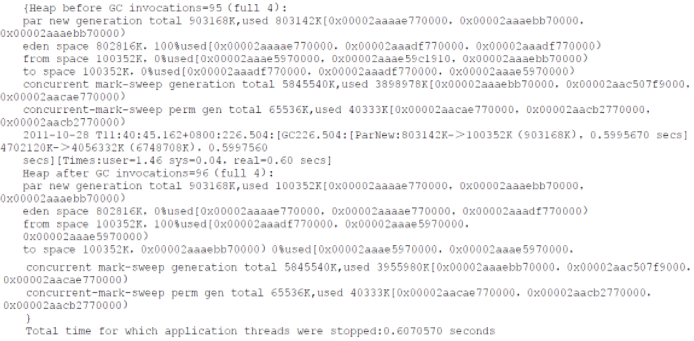 {Heap before GC invocations=95(full 4):
par new generation total 903168K,used 803142K[0x00002aaaae770000, 0x00002aaaebb70000,
0x00002aaaebb70000)
eden space 802816K, 100%used[0x00002aaaae770000, 0x00002aaadf770000, 0x00002aaadf770000)
from space 100352K, 0%used[0x00002aaae5970000, 0x00002aaae59c1910, 0x00002aaaebb70000)
to space 100352K, 0%used[0x00002aaadf770000, 0x00002aaadf770000, 0x00002aaae5970000)
concurrent mark-sweep generation total 5845540K,used 3898978K[0x00002aaaebb70000, 0x00002aac507f9000,
0x00002aacae770000)
concurrent-mark-sweep perm gen total 65536K,used 40333K[0x00002aacae770000, 0x00002aacb2770000,
0x00002aacb2770000)
2011-10-28 T11:40:45.162+0800:226.504:[GC226.504:[ParNew:803142K->100352K(903168K), 0.5995670 secs]
4702120K->4056332K(6748708K), 0.5997560
secs][Times:user=1.46 sys=0.04, real=0.60 secs]
Heap after GC invocations=96(full 4):
par new generation total 903168K,used 100352K[0x00002aaaae770000, 0x00002aaaebb70000,
0x00002aaaebb70000)
eden space 802816K, 0%used[0x00002aaaae770000, 0x00002aaaae770000, 0x00002aaadf770000)
from space 100352K, 100%used[0x00002aaadf770000, 0x00002aaae5970000,
0x00002aaae5970000)
to space 100352K, 0x00002aaaebb70000) 0%used[0x00002aaae5970000, 0x00002aaae5970000,
concurrent mark-sweep generation total 5845540K,used 3955980K[0x00002aaaebb70000, 0x00002aac507f9000,
0x00002aacae770000)
concurrent-mark-sweep perm gen total 65536K,used 40333K[0x00002aacae770000, 0x00002aacb2770000,
0x00002aacb2770000)
}
Total time for which application threads were stopped:0.6070570 seconds